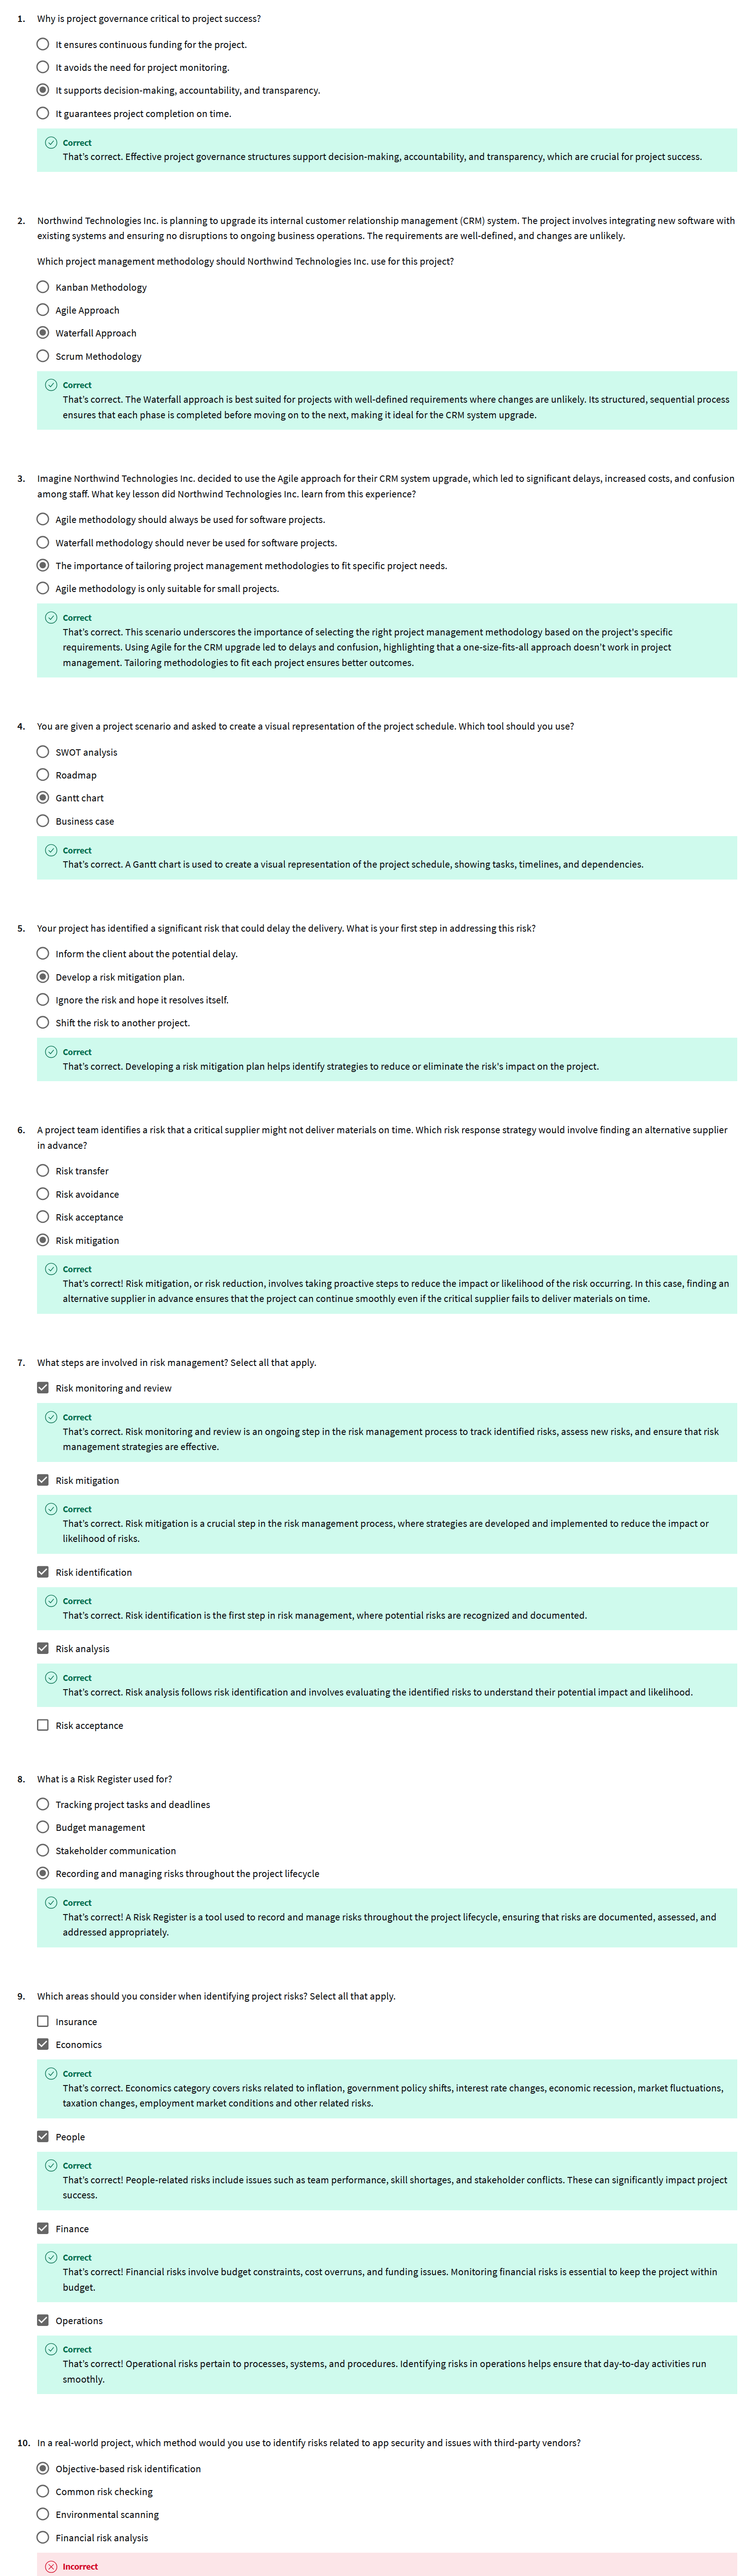 1. Why is project governance critical to project success?
It ensures continuous funding for the project.
It avoids the need for project monitoring.
It supports decision-making, accountability, and transparency.
It guarantees project completion on time.
Correct
That's correct. Effective project governance structures support decision-making, accountability, and transparency, which are crucial for project success.
2. Northwind Technologies Inc. is planning to upgrade its internal customer relationship management (CRM) system. The project involves integrating new software with
existing systems and ensuring no disruptions to ongoing business operations. The requirements are well-defined, and changes are unlikely.
Which project management methodology should Northwind Technologies Inc. use for this project?
Kanban Methodology
Agile Approach
Waterfall Approach
Scrum Methodology
Correct
That's correct. The Waterfall approach is best suited for projects with well-defined requirements where changes are unlikely. Its structured, sequential process
ensures that each phase is completed before moving on to the next, making it ideal for the CRM system upgrade.
3. Imagine Northwind Technologies Inc. decided to use the Agile approach for their CRM system upgrade, which led to significant delays, increased costs, and confusion
among staff. What key lesson did Northwind Technologies Inc. learn from this experience?
Agile methodology should always be used for software projects.
Waterfall methodology should never be used for software projects.
The importance of tailoring project management methodologies to fit specific project needs.
Agile methodology is only suitable for small projects.
Correct
That's correct. This scenario underscores the importance of selecting the right project management methodology based on the project's specific
requirements. Using Agile for the CRM upgrade led to delays and confusion, highlighting that a one-size-fits-all approach doesn't work in project
management. Tailoring methodologies to fit each project ensures better outcomes.
4. You are given a project scenario and asked to create a visual representation of the project schedule. Which tool should you use?
SWOT analysis
Roadmap
Gantt chart
Business case
Correct
That's correct. A Gantt chart is used to create a visual representation of the project schedule, showing tasks, timelines, and dependencies.
5. Your project has identified a significant risk that could delay the delivery. What is your first step in addressing this risk?
Inform the client about the potential delay.
Develop a risk mitigation plan.
Ignore the risk and hope it resolves itself.
Shift the risk to another project.
Correct
That's correct. Developing a risk mitigation plan helps identify strategies to reduce or eliminate the risk's impact on the project.
6. A project team identifies a risk that a critical supplier might not deliver materials on time. Which risk response strategy would involve finding an alternative supplier
in advance?
Risk transfer
Risk avoidance
Risk acceptance
Risk mitigation
Correct
That's correct! Risk mitigation, or risk reduction, involves taking proactive steps to reduce the impact or likelihood of the risk occurring. In this case, finding an
alternative supplier in advance ensures that the project can continue smoothly even if the critical supplier fails to deliver materials on time.
7. What steps are involved in risk management? Select all that apply.
Risk monitoring and review
Correct
That's correct. Risk monitoring and review is an ongoing step in the risk management process to track identified risks, assess new risks, and ensure that risk
management strategies are effective.
Risk mitigation
Correct
That's correct. Risk mitigation is a crucial step in the risk management process, where strategies are developed and implemented to reduce the impact or
likelihood of risks.
Risk identification
Correct
That's correct. Risk identification is the first step in risk management, where potential risks are recognized and documented.
Risk analysis
Correct
That's correct. Risk analysis follows risk identification and involves evaluating the identified risks to understand their potential impact and likelihood.
Risk acceptance
8. What is a Risk Register used for?
Tracking project tasks and deadlines
Budget management
Stakeholder communication
Recording and managing risks throughout the project lifecycle
Correct
That's correct! A Risk Register is a tool used to record and manage risks throughout the project lifecycle, ensuring that risks are documented, assessed, and
addressed appropriately.
9. Which areas should you consider when identifying project risks? Select all that apply.
Insurance
Economics
Correct
That's correct. Economics category covers risks related to inflation, government policy shifts, interest rate changes, economic recession, market fluctuations,
taxation changes, employment market conditions and other related risks.
People
Correct
That's correct! People-related risks include issues such as team performance, skill shortages, and stakeholder conflicts. These can significantly impact project
success.
Finance
Correct
That's correct! Financial risks involve budget constraints, cost overruns, and funding issues. Monitoring financial risks is essential to keep the project within
budget.
Operations
Correct
That's correct! Operational risks pertain to processes, systems, and procedures. Identifying risks in operations helps ensure that day-to-day activities run
smoothly.
10. In a real-world project, which method would you use to identify risks related to app security and issues with third-party vendors?
Objective-based risk identification
Common risk checking
Environmental scanning
Financial risk analysis
Incorrect